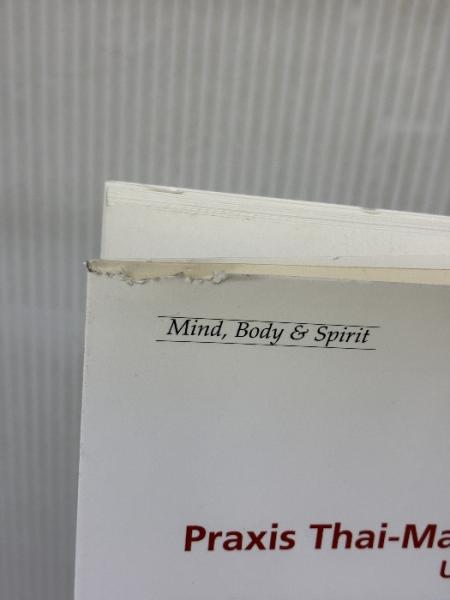 Mind, Body & Spirit
Praxis Thai-Ma